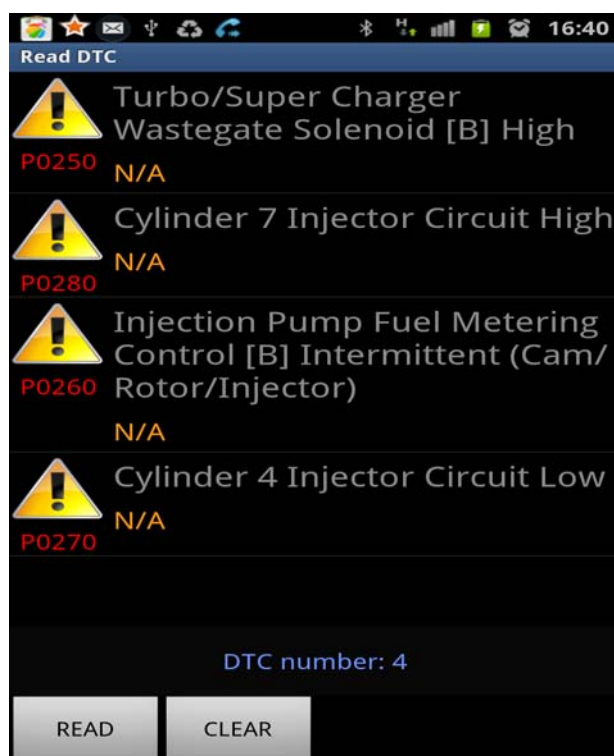 H 16:40
Read DTC
Turbo/Super Charger
Wastegate Solenoid [B] High
P0250 N/A
Cylinder 7 Injector Circuit High
N/A
P0280
Injection Pump Fuel Metering
Control [B] Intermittent (Cam/
P0260 Rotor/Injector)
N/A
Cylinder 4 Injector Circuit Low
N/A
P0270
DTC number: 4
READ CLEAR